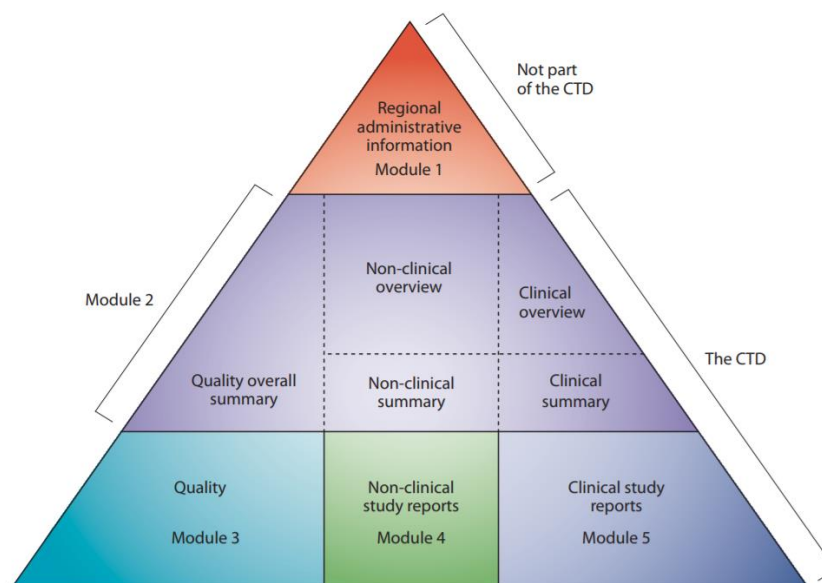 Not part
of the CTD
Regional
administrative
information
Module 1
Module 2
Non-clinical
overview
Clinical
overview
The CTD
Quality overall
summary
Non-clinical
summary
Clinical
summary
Quality
Module 3
Non-clinical
study reports
Module 4
Clinical study
reports
Module 5